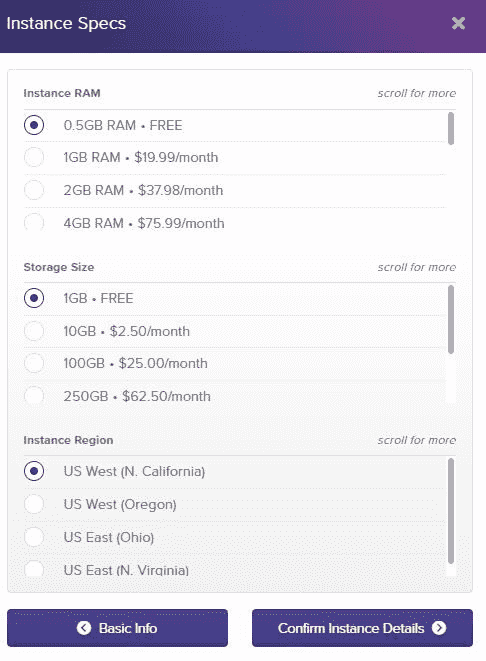 Instance Specs
Instance RAM scroll for more
0.5GB RAM • FREE
1GB RAM • $19.99/month
2GB RAM • $37.98/month
4GB RAM • $75.99/month
Storage Size scroll for more
1GB • FREE
10GB • $2.50/month
100GB • $25.00/month
250GB • $62.50/month
Instance Region scroll for more
US West (N. California)
US West (Oregon)
US East (Ohio)
US East (N. Virginia)
Basic Info Confirm Instance Details